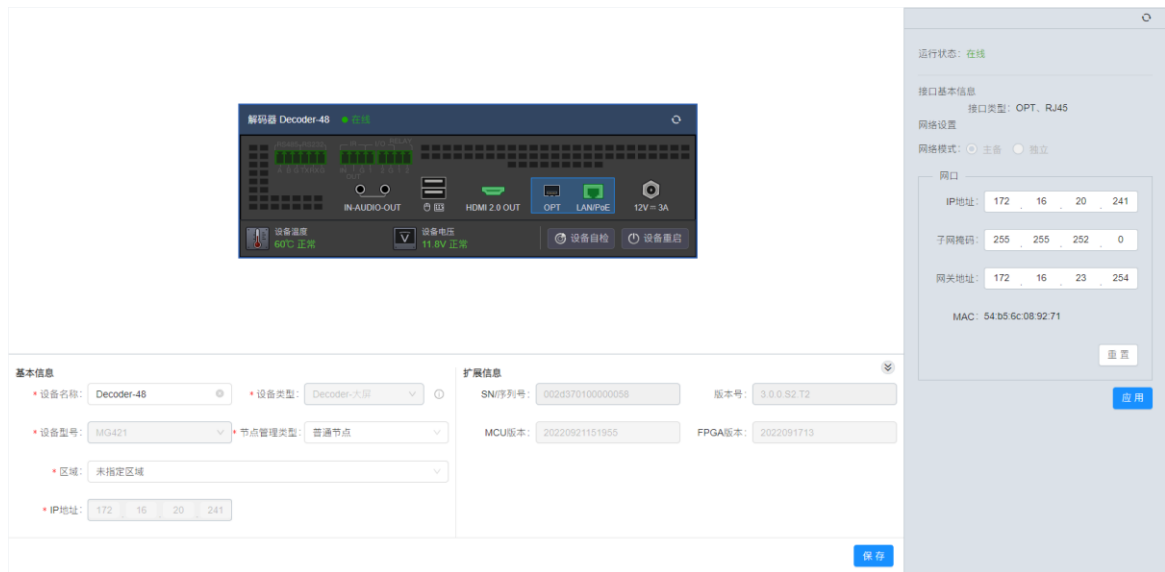 解码器 Decoder-48 在线
IN-AUDIO-OUT HDMI 2.0 OUT OPT LAN/PoE 12V 3A
设备温度
60℃ 正常
设备电压
11.8V 正常
设备自检 设备重启
运行状态: 在线
接口基本信息
接口类型: OPT、RJ45
网络设置
网络模式: 主备 独立
网口
IP地址: 172 . 16 . 20 . 241
子网掩码: 255 . 255 . 252 . 0
网关地址: 172 . 16 . 23 . 254
MAC: 54:b5:6c:08:92:71
重置
应用
基本信息
* 设备名称: Decoder-48 * 设备类型: Decoder-大屏
* 设备型号: MG421 * 节点管理类型: 普通节点
* 区域: 未指定区域
* IP地址: 172 16 20 241
扩展信息
SN/序列号: 002d370100000058 版本号: 3.0.0.S2.T2
MCU版本: 20220921151955 FPGA版本: 2022091713
保存